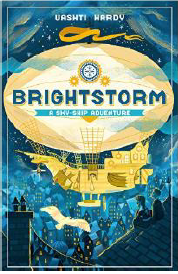 VASHTI HARDY
BRIGHTSTORM
A SKY-SHIP ADVENTURE